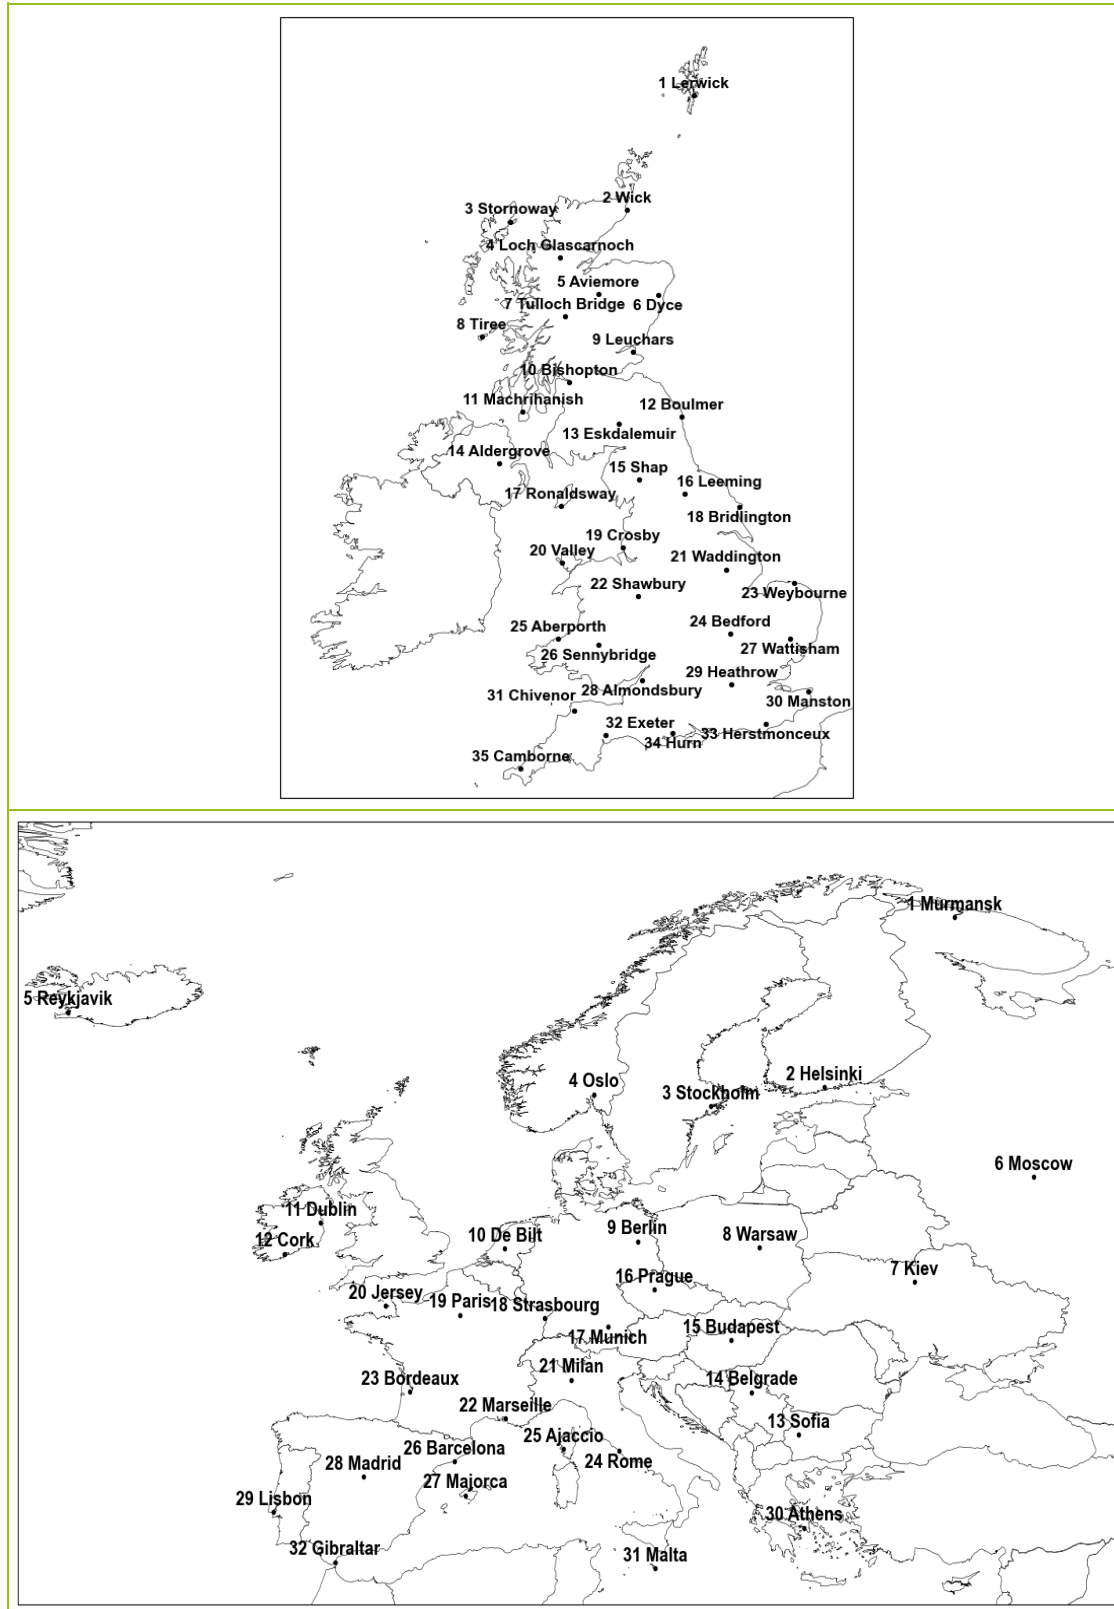 1 Lerwick
2 Wick
3 Stornoway
4 Loch Glascarnoch
5 Aviemore
7 Tulloch Bridge
6 Dyce
8 Tiree
9 Leuchars
10 Bishopton
11 Machrihanish
12 Boulmer
13 Eskdalemuir
14 Aldergrove
15 Shap
16 Leeming
17 Ronaldsway
18 Bridlington
19 Crosby
20 Valley
21 Waddington
22 Shawbury
23 Weybourne
24 Bedford
25 Aberporth
27 Wattisham
26 Sennybridge
29 Heathrow
28 Almondsbury
31 Chivenor
30 Manston
32 Exeter
33 Herstmonceux
34 Hurn
35 Camborne
1 Murmansk
5 Reykjavik
2 Helsinki
4 Oslo
3 Stockholm
6 Moscow
11 Dublin
9 Berlin
10 De Bilt
8 Warsaw
12 Cork
7 Kiev
16 Prague
20 Jersey
19 Paris
18 Strasbourg
15 Budapest
17 Munich
21 Milan
23 Bordeaux
14 Belgrade
22 Marseille
13 Sofia
25 Ajaccio
26 Barcelona
24 Rome
28 Madrid
27 Majorca
29 Lisbon
30 Athens
32 Gibraltar
31 Malta